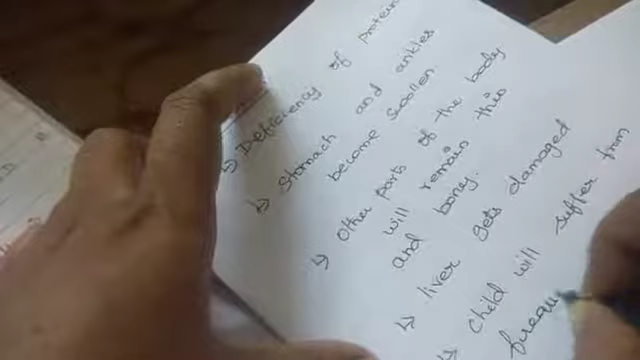 ↳ Deficiency of protein
↳ Stomach and ankles
become swollen.
↳ Other parts of the body
will remain thin
and bony.
↳ liver gets damaged
↳ Child will suffer from
frequ